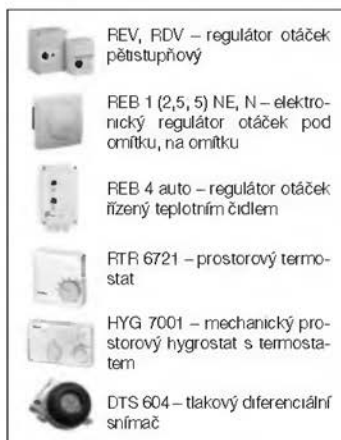 REV, RDV – regulátor otáček
pětistupňový
REB 1 (2,5, 5) NE, N – elektro-
nický regulátor otáček pod
omítku, na omítku
REB 4 auto – regulátor otáček
řízený teplotním čidlem
RTR 6721 – prostorový termo-
stat
HYG 7001 – mechanický pro-
storový hygrostat s termosta-
tem
DTS 604 – tlakový diferenciální
snímač